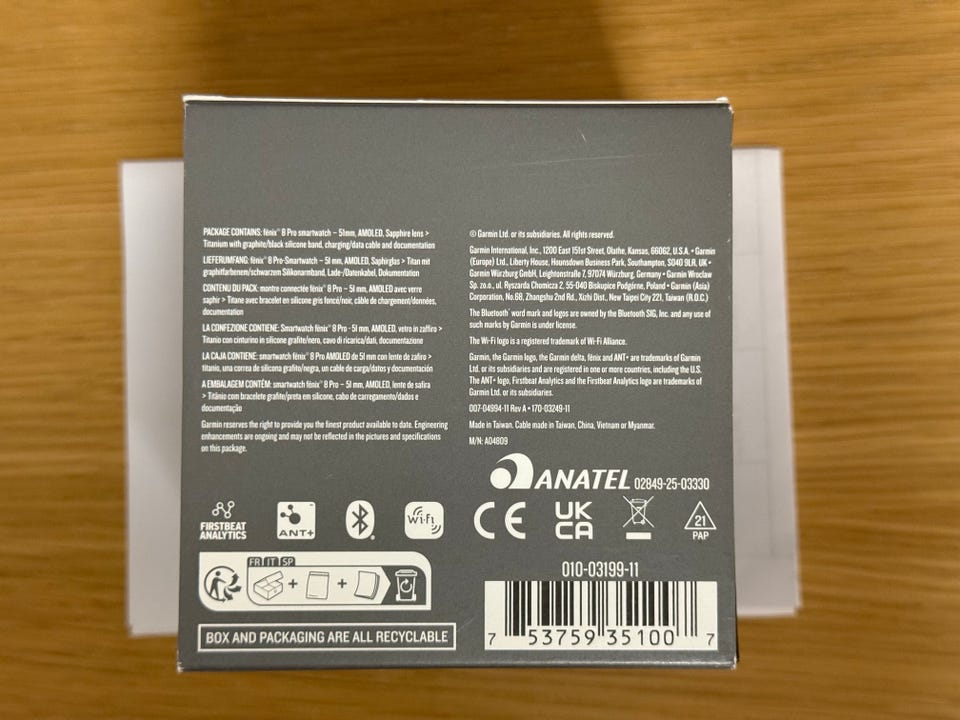 PACKAGE CONTAINS: fēnix® 8 Pro smartwatch – 51mm, AMOLED, Sapphire lens >
Titanium with graphite/black silicone band, charging/data cable and documentation
LIEFERUMFANG: fēnix® 8 Pro-Smartwatch – 51 mm, AMOLED, Saphirglas > Titan mit
graphitfarbenem/schwarzem Silikonarmband, Lade-/Datenkabel, Dokumentation
CONTENU DU PACK: montre connectée fēnix® 8 Pro – 51 mm, AMOLED avec verre
saphir > Titane avec bracelet en silicone gris foncé/noir, câble de chargement/données,
documentation
LA CONFEZIONE CONTIENE: Smartwatch fēnix® 8 Pro - 51 mm, AMOLED, vetro in zaffiro >
Titanio con cinturino in silicone grafite/nero, cavo di ricarica/dati, documentazione
LA CAJA CONTIENE: smartwatch fēnix® 8 Pro AMOLED de 51 mm con lente de zafiro >
titanio, una correa de silicona grafito/negra, un cable de carga/datos y documentación
A EMBALAGEM CONTÉM: smartwatch fēnix® 8 Pro – 51 mm, AMOLED, lente de safira
> Titânio com bracelete grafite/preta em silicone, cabo de carregamento/dados e
documentação
Garmin reserves the right to provide you the finest product available to date. Engineering
enhancements are ongoing and may not be reflected in the pictures and specifications
on this package.
© Garmin Ltd. or its subsidiaries. All rights reserved.
Garmin International, Inc., 1200 East 151st Street, Olathe, Kansas, 66062, U.S.A. • Garmin
(Europe) Ltd., Liberty House, Hounsdown Business Park, Southampton, SO40 9LR, UK •
Garmin Würzburg GmbH, Leightonstraße 7, 97074 Würzburg, Germany • Garmin Wroclaw
Sp. zo.o., ul. Ryszarda Chomicza 2, 55-040 Biskupice Podgórne, Poland • Garmin (Asia)
Corporation, No.68, Zhangshu 2nd Rd., Xizhi Dist., New Taipei City 221, Taiwan (R.O.C.)
The Bluetooth® word mark and logos are owned by the Bluetooth SIG, Inc. and any use of
such marks by Garmin is under license.
The Wi-Fi logo is a registered trademark of Wi-Fi Alliance.
Garmin, the Garmin logo, the Garmin delta, fēnix and ANT+ are trademarks of Garmin
Ltd. or its subsidiaries and are registered in one or more countries, including the U.S.
The ANT+ logo, Firstbeat Analytics and the Firstbeat Analytics logo are trademarks of
Garmin Ltd. or its subsidiaries.
007-04994-11 Rev A • 170-03249-11
Made in Taiwan. Cable made in Taiwan, China, Vietnam or Myanmar.
M/N: A04809
ANATEL 02849-25-03330
FIRSTBEAT
ANALYTICS
ANT+
Wi-Fi
CE
UK
CA
21
PAP
FR IT SP
BOX AND PACKAGING ARE ALL RECYCLABLE
010-03199-11
7 53759 35100 7